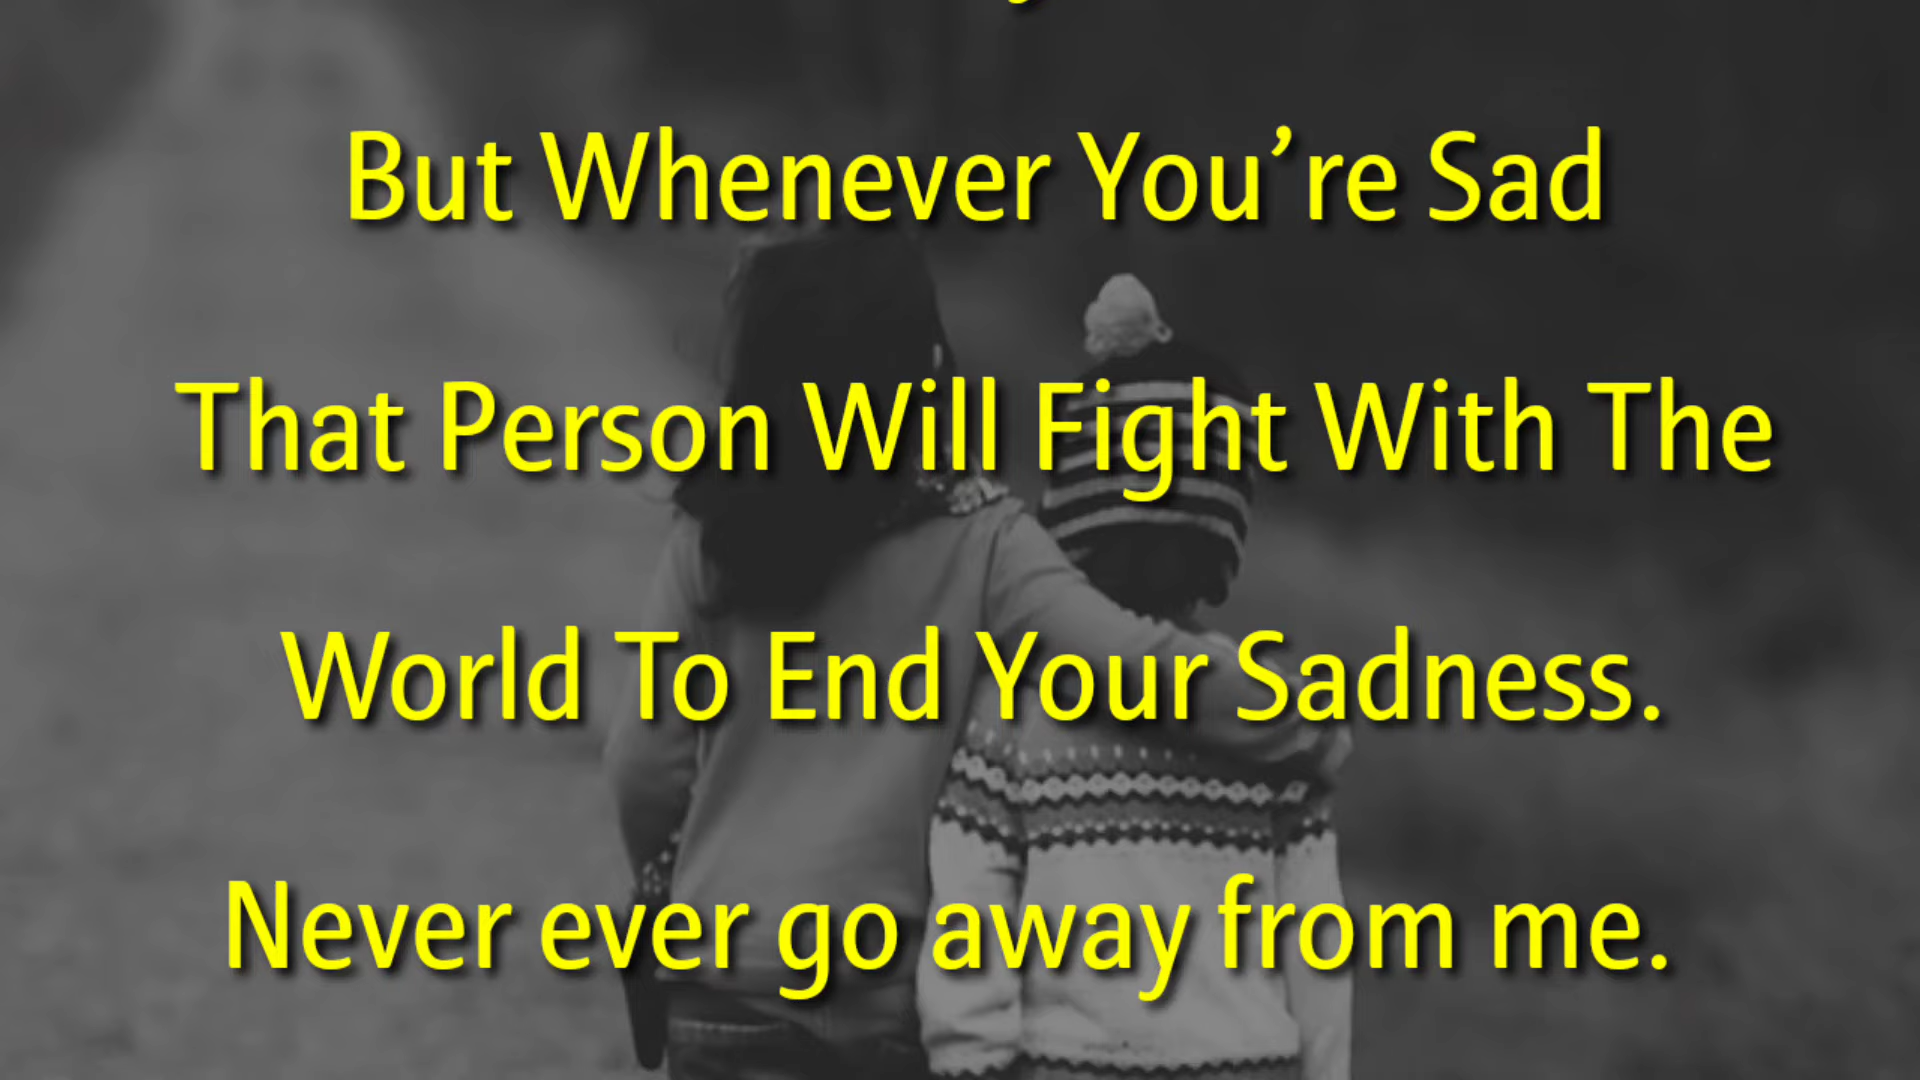 But Whenever You’re Sad
That Person Will Fight With The
World To End Your Sadness.
Never ever go away from me.